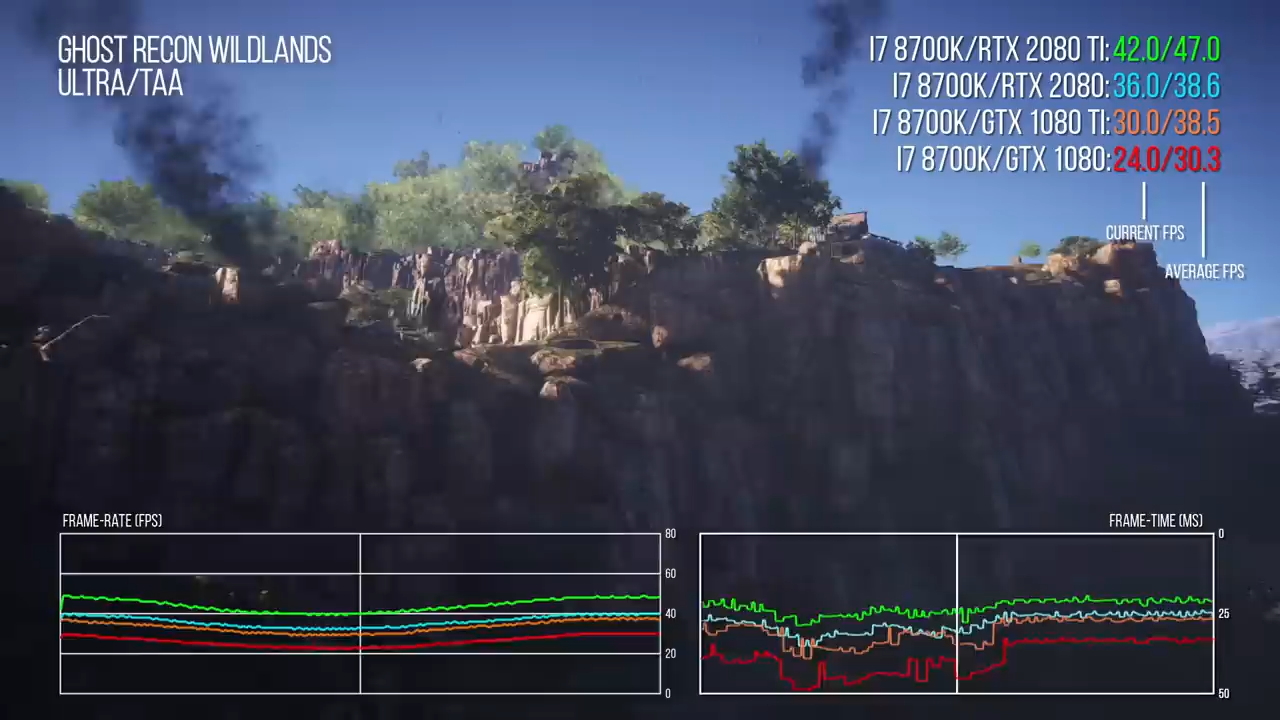 GHOST RECON WILDLANDS
ULTRA/TAA
I7 8700K/RTX 2080 TI: 42.0/47.0
I7 8700K/RTX 2080: 36.0/38.6
I7 8700K/GTX 1080 TI: 30.0/38.5
I7 8700K/GTX 1080: 24.0/30.3
CURRENT FPS
AVERAGE FPS
FRAME-RATE (FPS)
80
60
40
20
0
FRAME-TIME (MS)
0
25
50